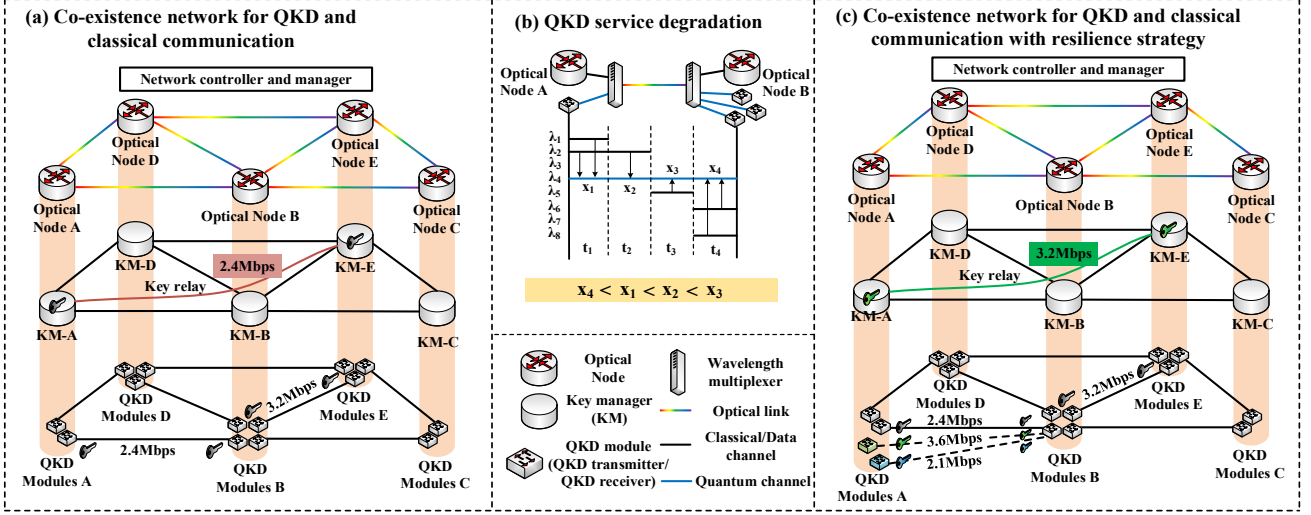 (a) Co-existence network for QKD and
classical communication
Network controller and manager
Optical
Node D
Optical
Node E
Optical
Node A
Optical Node B
Optical
Node C
KM-D
KM-E
2.4Mbps
Key relay
KM-A
KM-B
KM-C
QKD
Modules D
3.2Mbps
QKD
Modules E
2.4Mbps
QKD
Modules A
QKD
Modules B
QKD
Modules C
(b) QKD service degradation
Optical
Node A
Optical
Node B
λ1
λ2
λ3
λ4
λ5
λ6
λ7
λ8
x1
x2
x3
x4
t1
t2
t3
t4
x4 < x1 < x2 < x3
Optical
Node
Wavelength
multiplexer
Key manager
(KM)
Optical link
QKD module
(QKD transmitter/
QKD receiver)
Classical/Data
channel
Quantum channel
(c) Co-existence network for QKD and classical
communication with resilience strategy
Network controller and manager
Optical
Node D
Optical
Node E
Optical
Node A
Optical Node B
Optical
Node C
KM-D
KM-E
3.2Mbps
Key relay
KM-A
KM-B
KM-C
QKD
Modules D
3.2Mbps
QKD
Modules E
2.4Mbps
3.6Mbps
2.1Mbps
QKD
Modules A
QKD
Modules B
QKD
Modules C